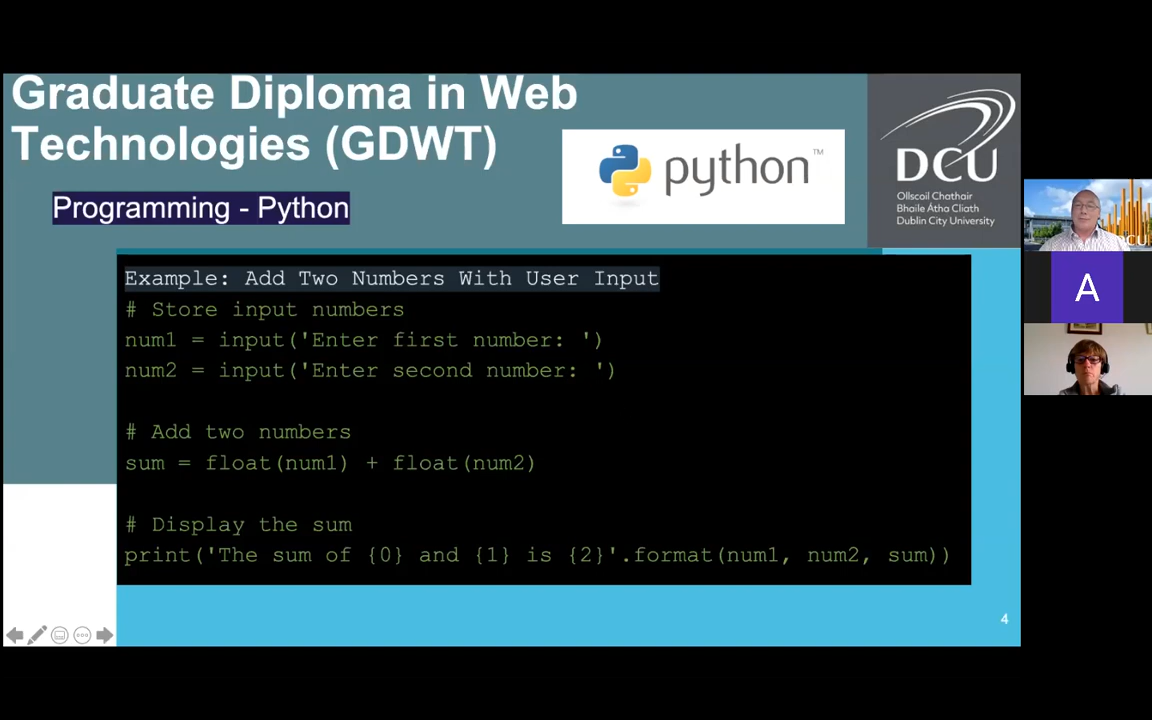 Graduate Diploma in Web
Technologies (GDWT)
python™
DCU
Ollscoil Chathair
Bhaile Átha Cliath
Dublin City University
Programming - Python
Example: Add Two Numbers With User Input
# Store input numbers
num1 = input('Enter first number: ')
num2 = input('Enter second number: ')
# Add two numbers
sum = float(num1) + float(num2)
# Display the sum
print('The sum of {0} and {1} is {2}'.format(num1, num2, sum))
4
DCU
A